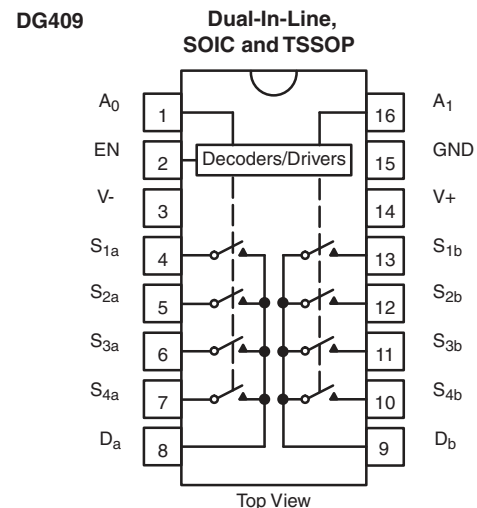 DG409
Dual-In-Line,
SOIC and TSSOP
A0 1 16 A1
EN 2 Decoders/Drivers 15 GND
V- 3 14 V+
S1a 4 13 S1b
S2a 5 12 S2b
S3a 6 11 S3b
S4a 7 10 S4b
Da 8 9 Db
Top View